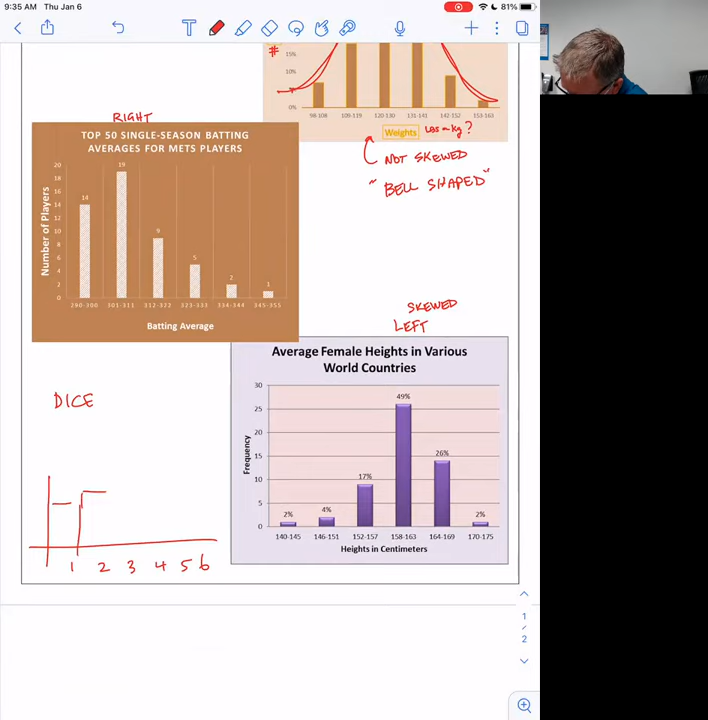 9:35 AM Thu Jan 6
81%
#
15%
10%
0%
98-108 109-119 120-130 131-141 142-152 153-163
Weights
LBS or kg?
NOT SKEWED
"BELL SHAPED"
RIGHT
TOP 50 SINGLE-SEASON BATTING
AVERAGES FOR METS PLAYERS
Number of Players
20
18
16
14
12
10
8
6
4
2
0
14 19 9 5 2 1
290-300 301-311 312-322 323-333 334-344 345-355
Batting Average
SKEWED
LEFT
Average Female Heights in Various
World Countries
Frequency
30
25
20
15
10
5
0
2% 4% 17% 49% 26% 2%
140-145 146-151 152-157 158-163 164-169 170-175
Heights in Centimeters
DICE
1 2 3 4 5 6
1
/
2